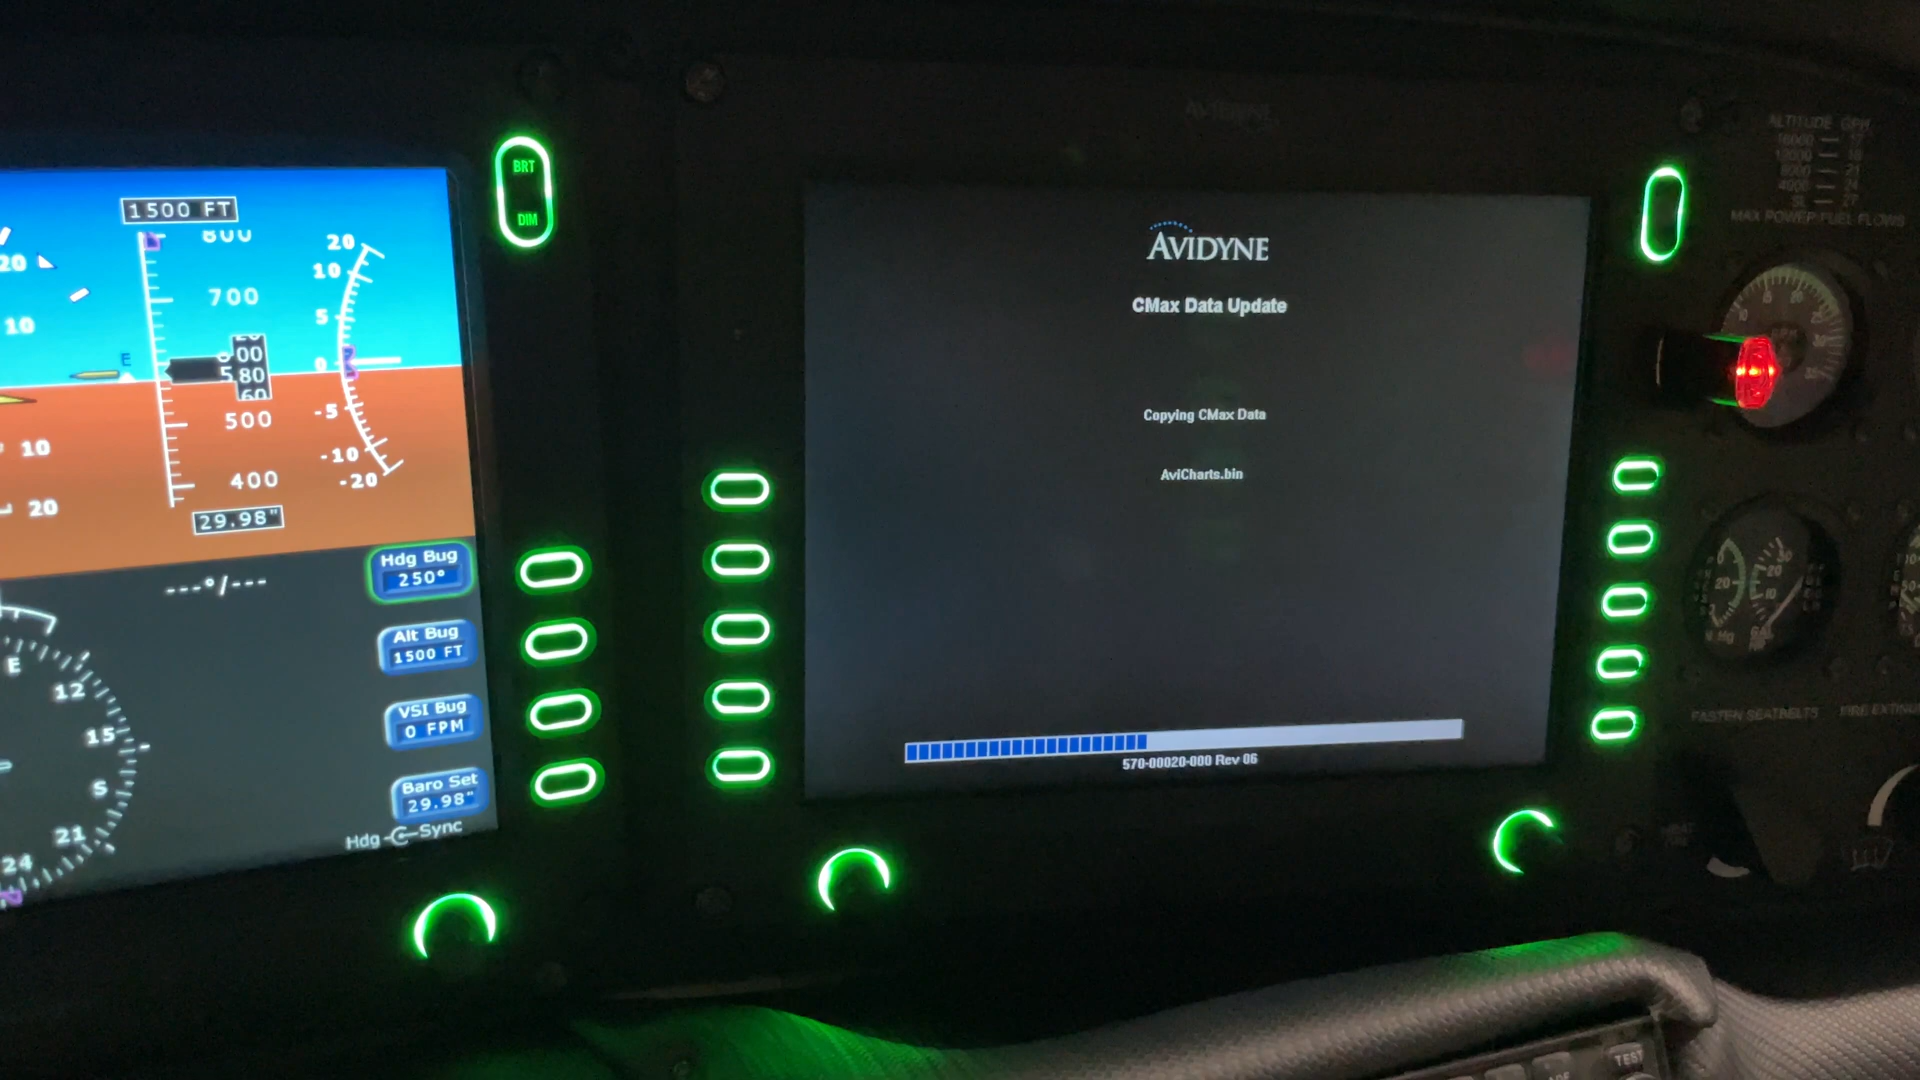 1500 FT
800
700
600
580
60
500
400
29.98"
20
10
5
0
-5
-10
-20
20
10
10
20
E
---°/---
Hdg Bug
250°
Alt Bug
1500 FT
VSI Bug
0 FPM
Baro Set
29.98"
Hdg Sync
E
12
15
S
21
24
BRT
DIM
AVIDYNE
AVIDYNE
CMax Data Update
Copying CMax Data
AviCharts.bin
570-00020-000 Rev 06
ALTITUDE GPH
MAX POWER FUEL FLOWS
FASTEN SEATBELTS
FIRE EXTINGU
TEST